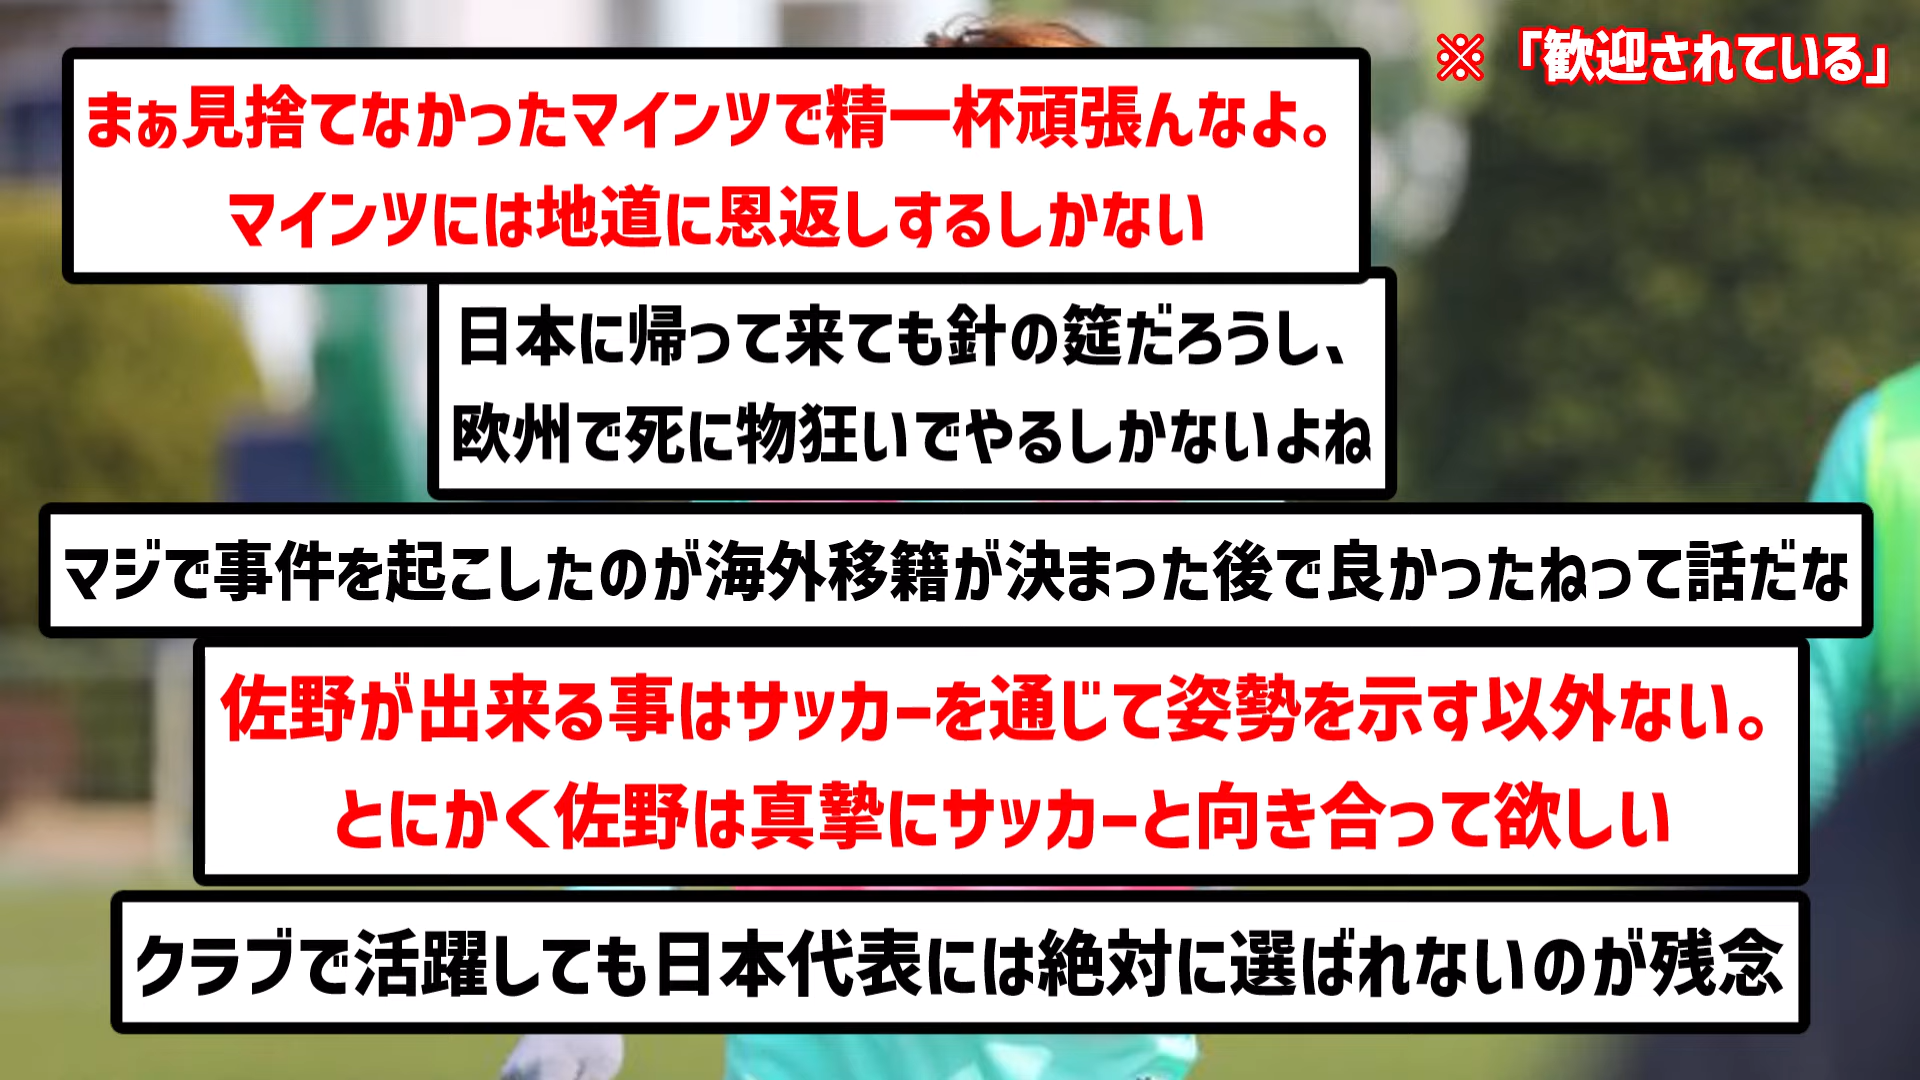 ※「歓迎されている」
まぁ見捨てなかったマインツで精一杯頑張んなよ。
マインツには地道に恩返しするしかない
日本に帰って来ても針の筵だろうし、
欧州で死に物狂いでやるしかないよね
マジで事件を起こしたのが海外移籍が決まった後で良かったねって話だな
佐野が出来る事はサッカーを通じて姿勢を示す以外ない。
とにかく佐野は真摯にサッカーと向き合って欲しい
クラブで活躍しても日本代表には絶対に選ばれないのが残念